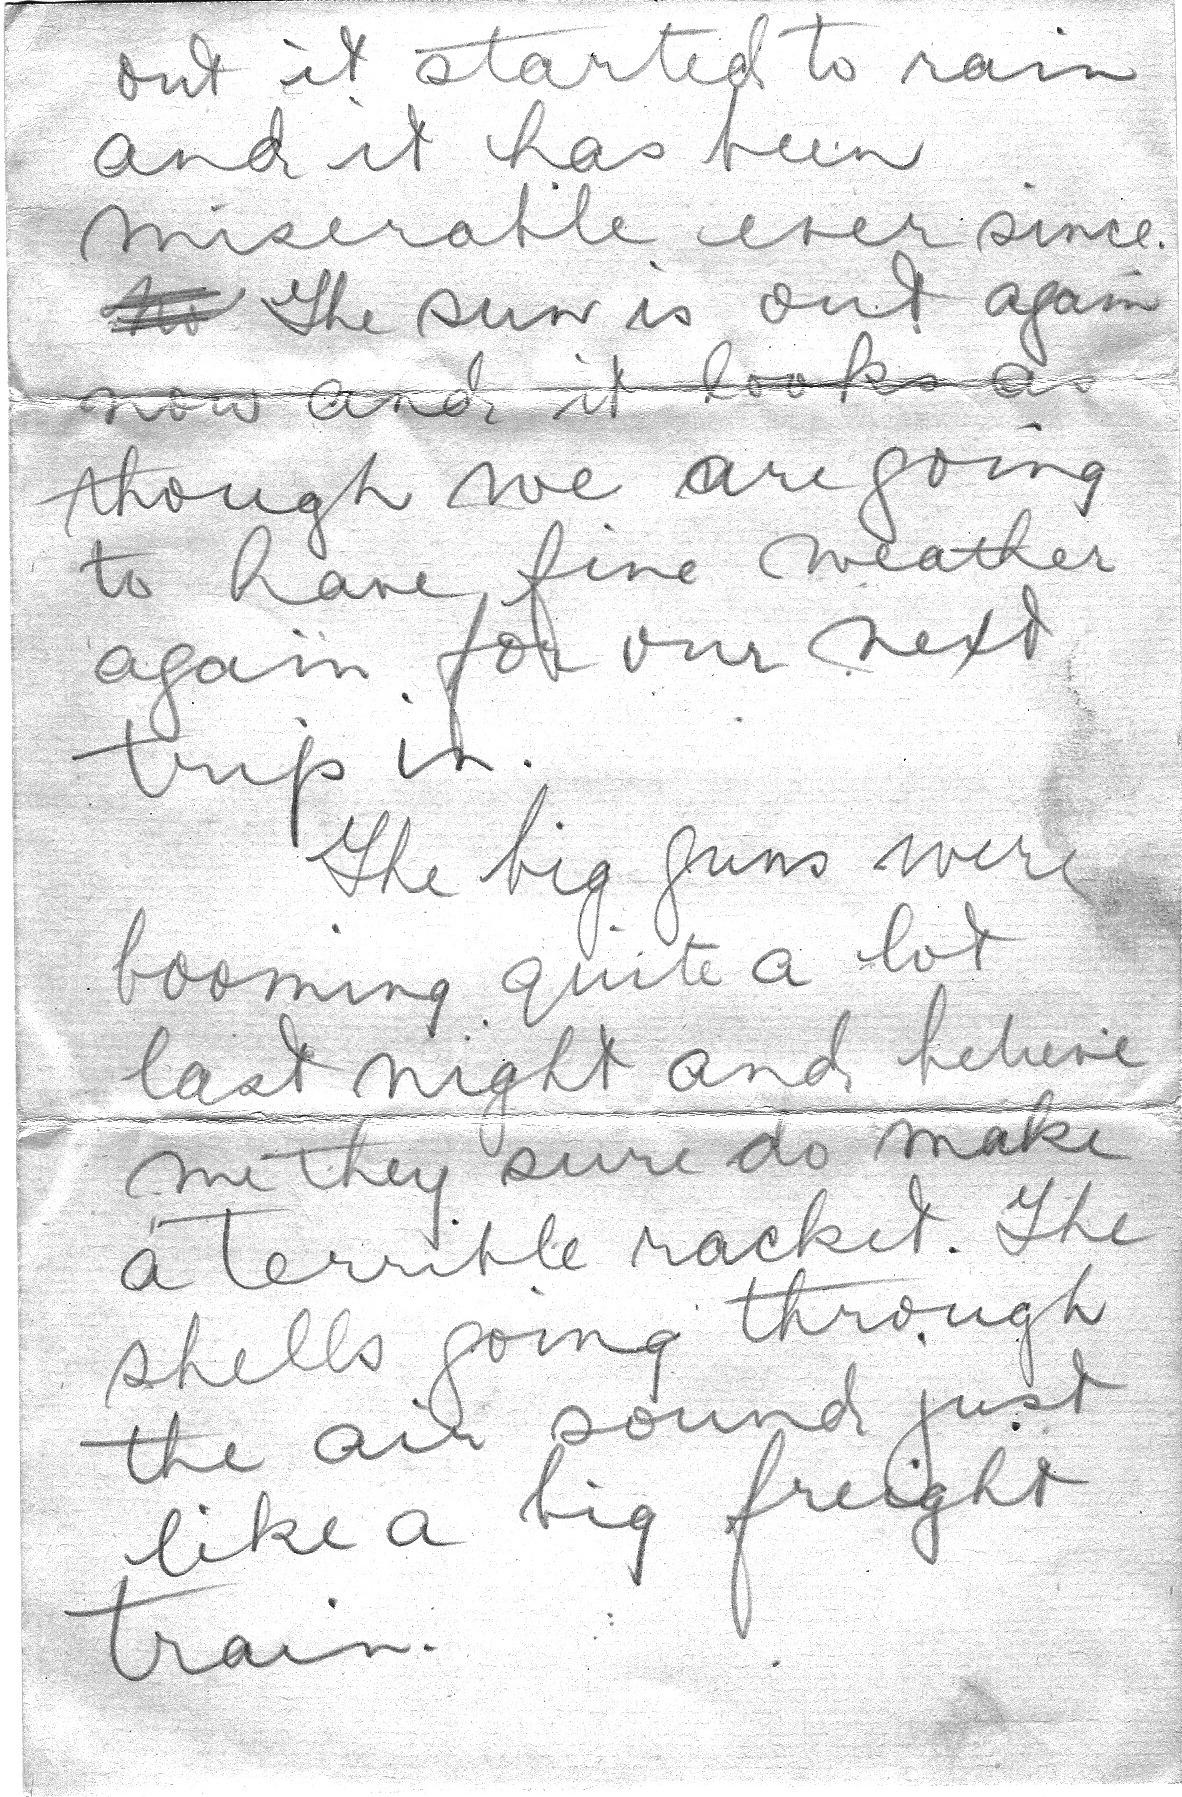 out it started to rain
and it has been
miserable ever since.
The sun is out again
now and it looks as
though we are going
to have fine weather
again for our next
trip in.
The big guns were
booming quite a lot
last night and believe
me they sure do make
a terrible racket. The
shells going through
the air sound just
like a big freight
train.